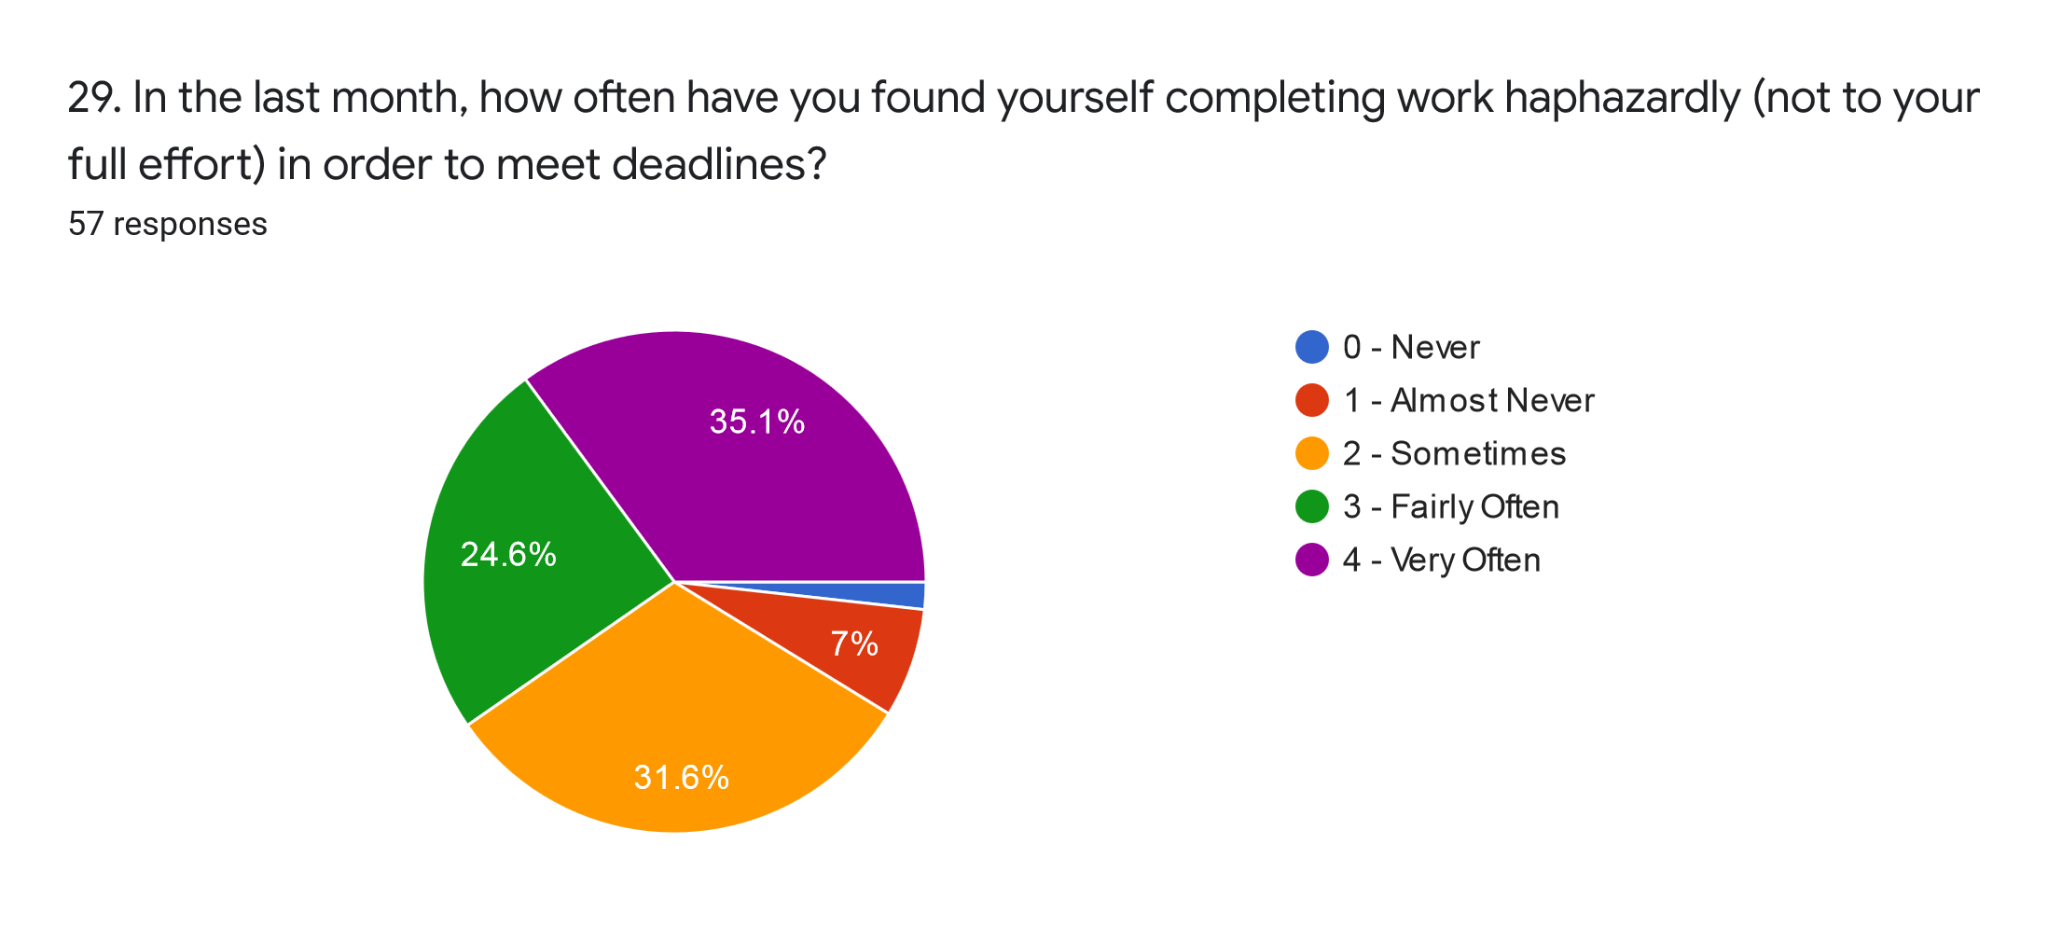 29. In the last month, how often have you found yourself completing work haphazardly (not to your
full effort) in order to meet deadlines?
57 responses
35.1%
24.6%
7%
31.6%
0 - Never
1 - Almost Never
2 - Sometimes
3 - Fairly Often
4 - Very Often